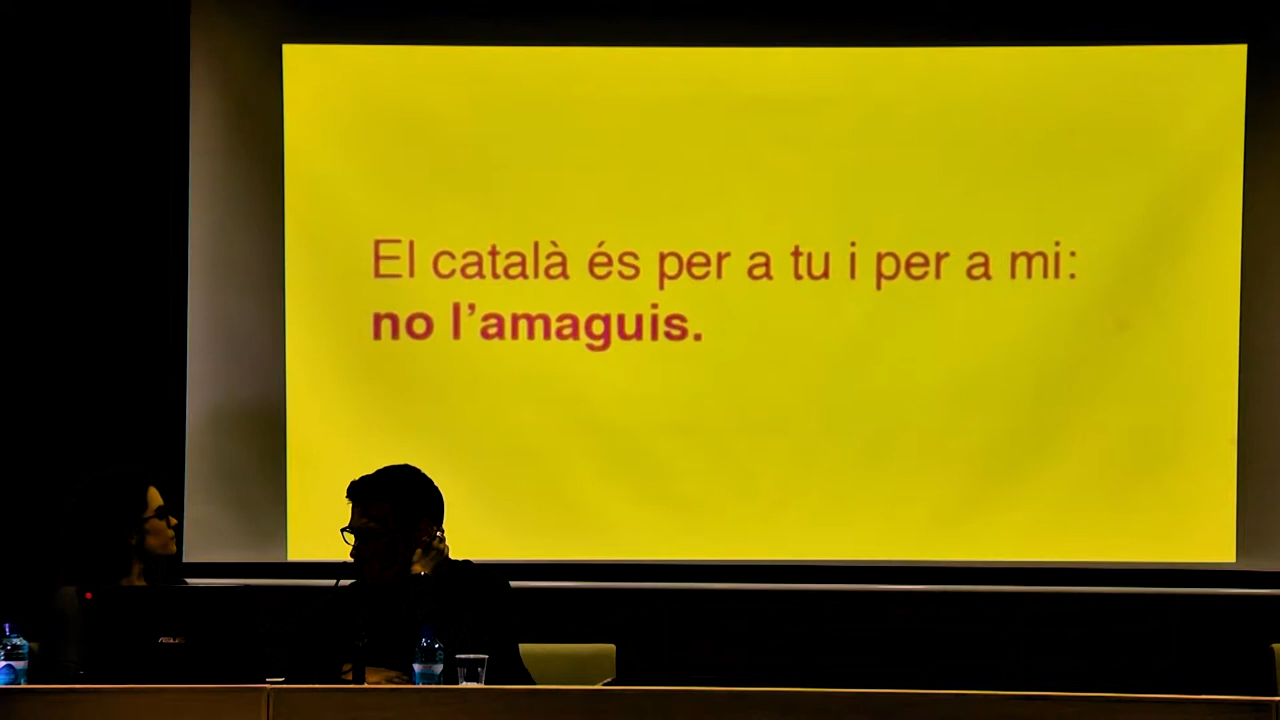 El català és per a tu i per a mi:
no l’amaguis.